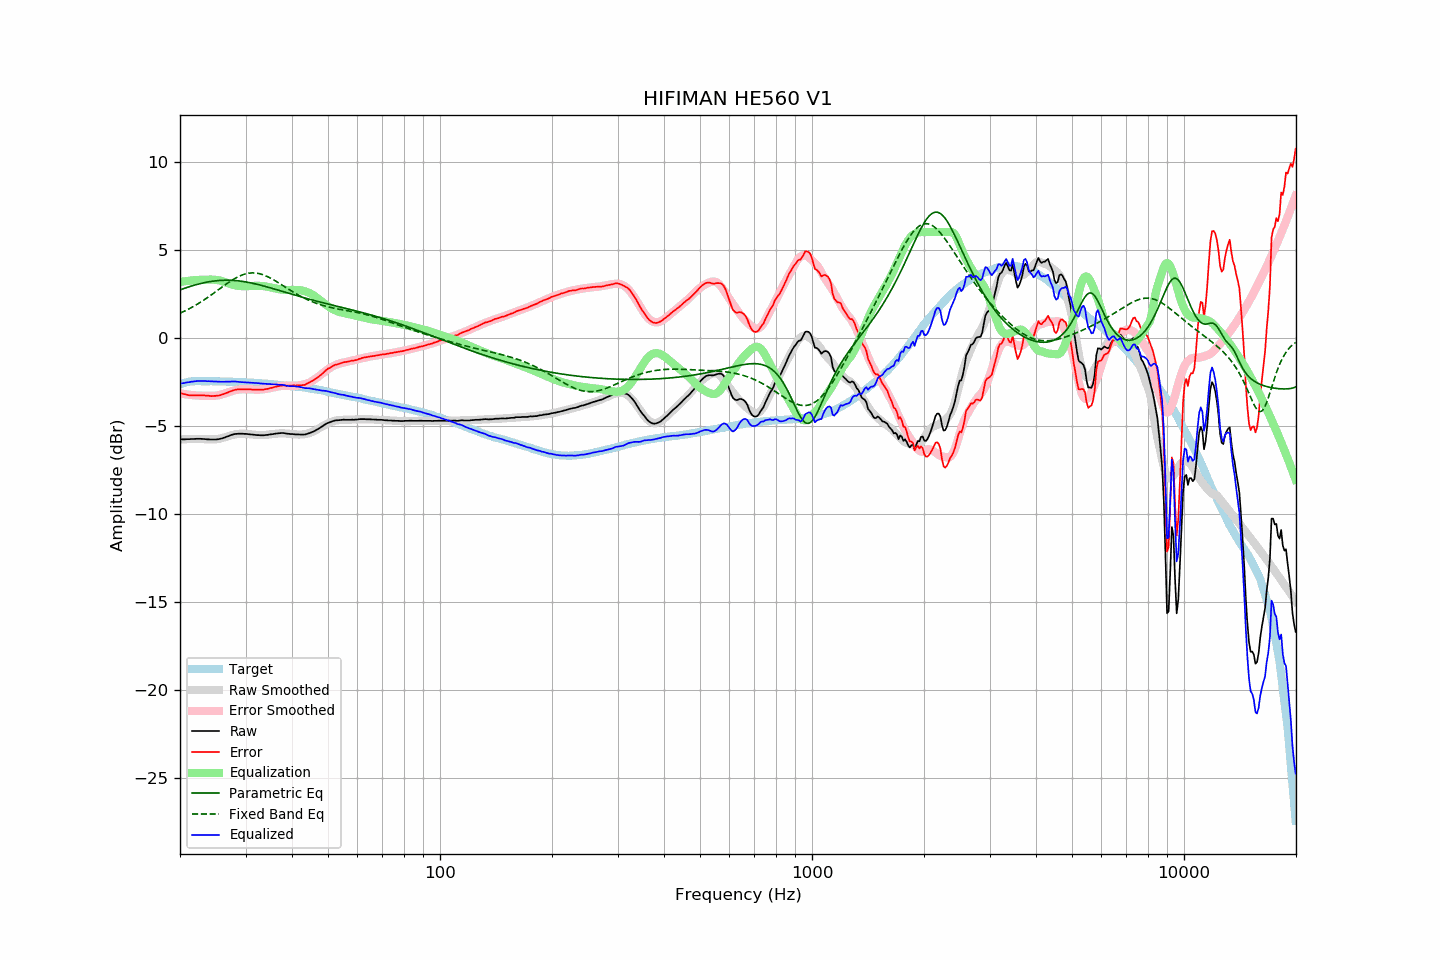 HIFIMAN HE560 V1
Amplitude (dBr)
10
5
0
−5
−10
−15
−20
−25
Target
Raw Smoothed
Error Smoothed
Raw
Error
Equalization
Parametric Eq
Fixed Band Eq
Equalized
100 1000 10000
Frequency (Hz)